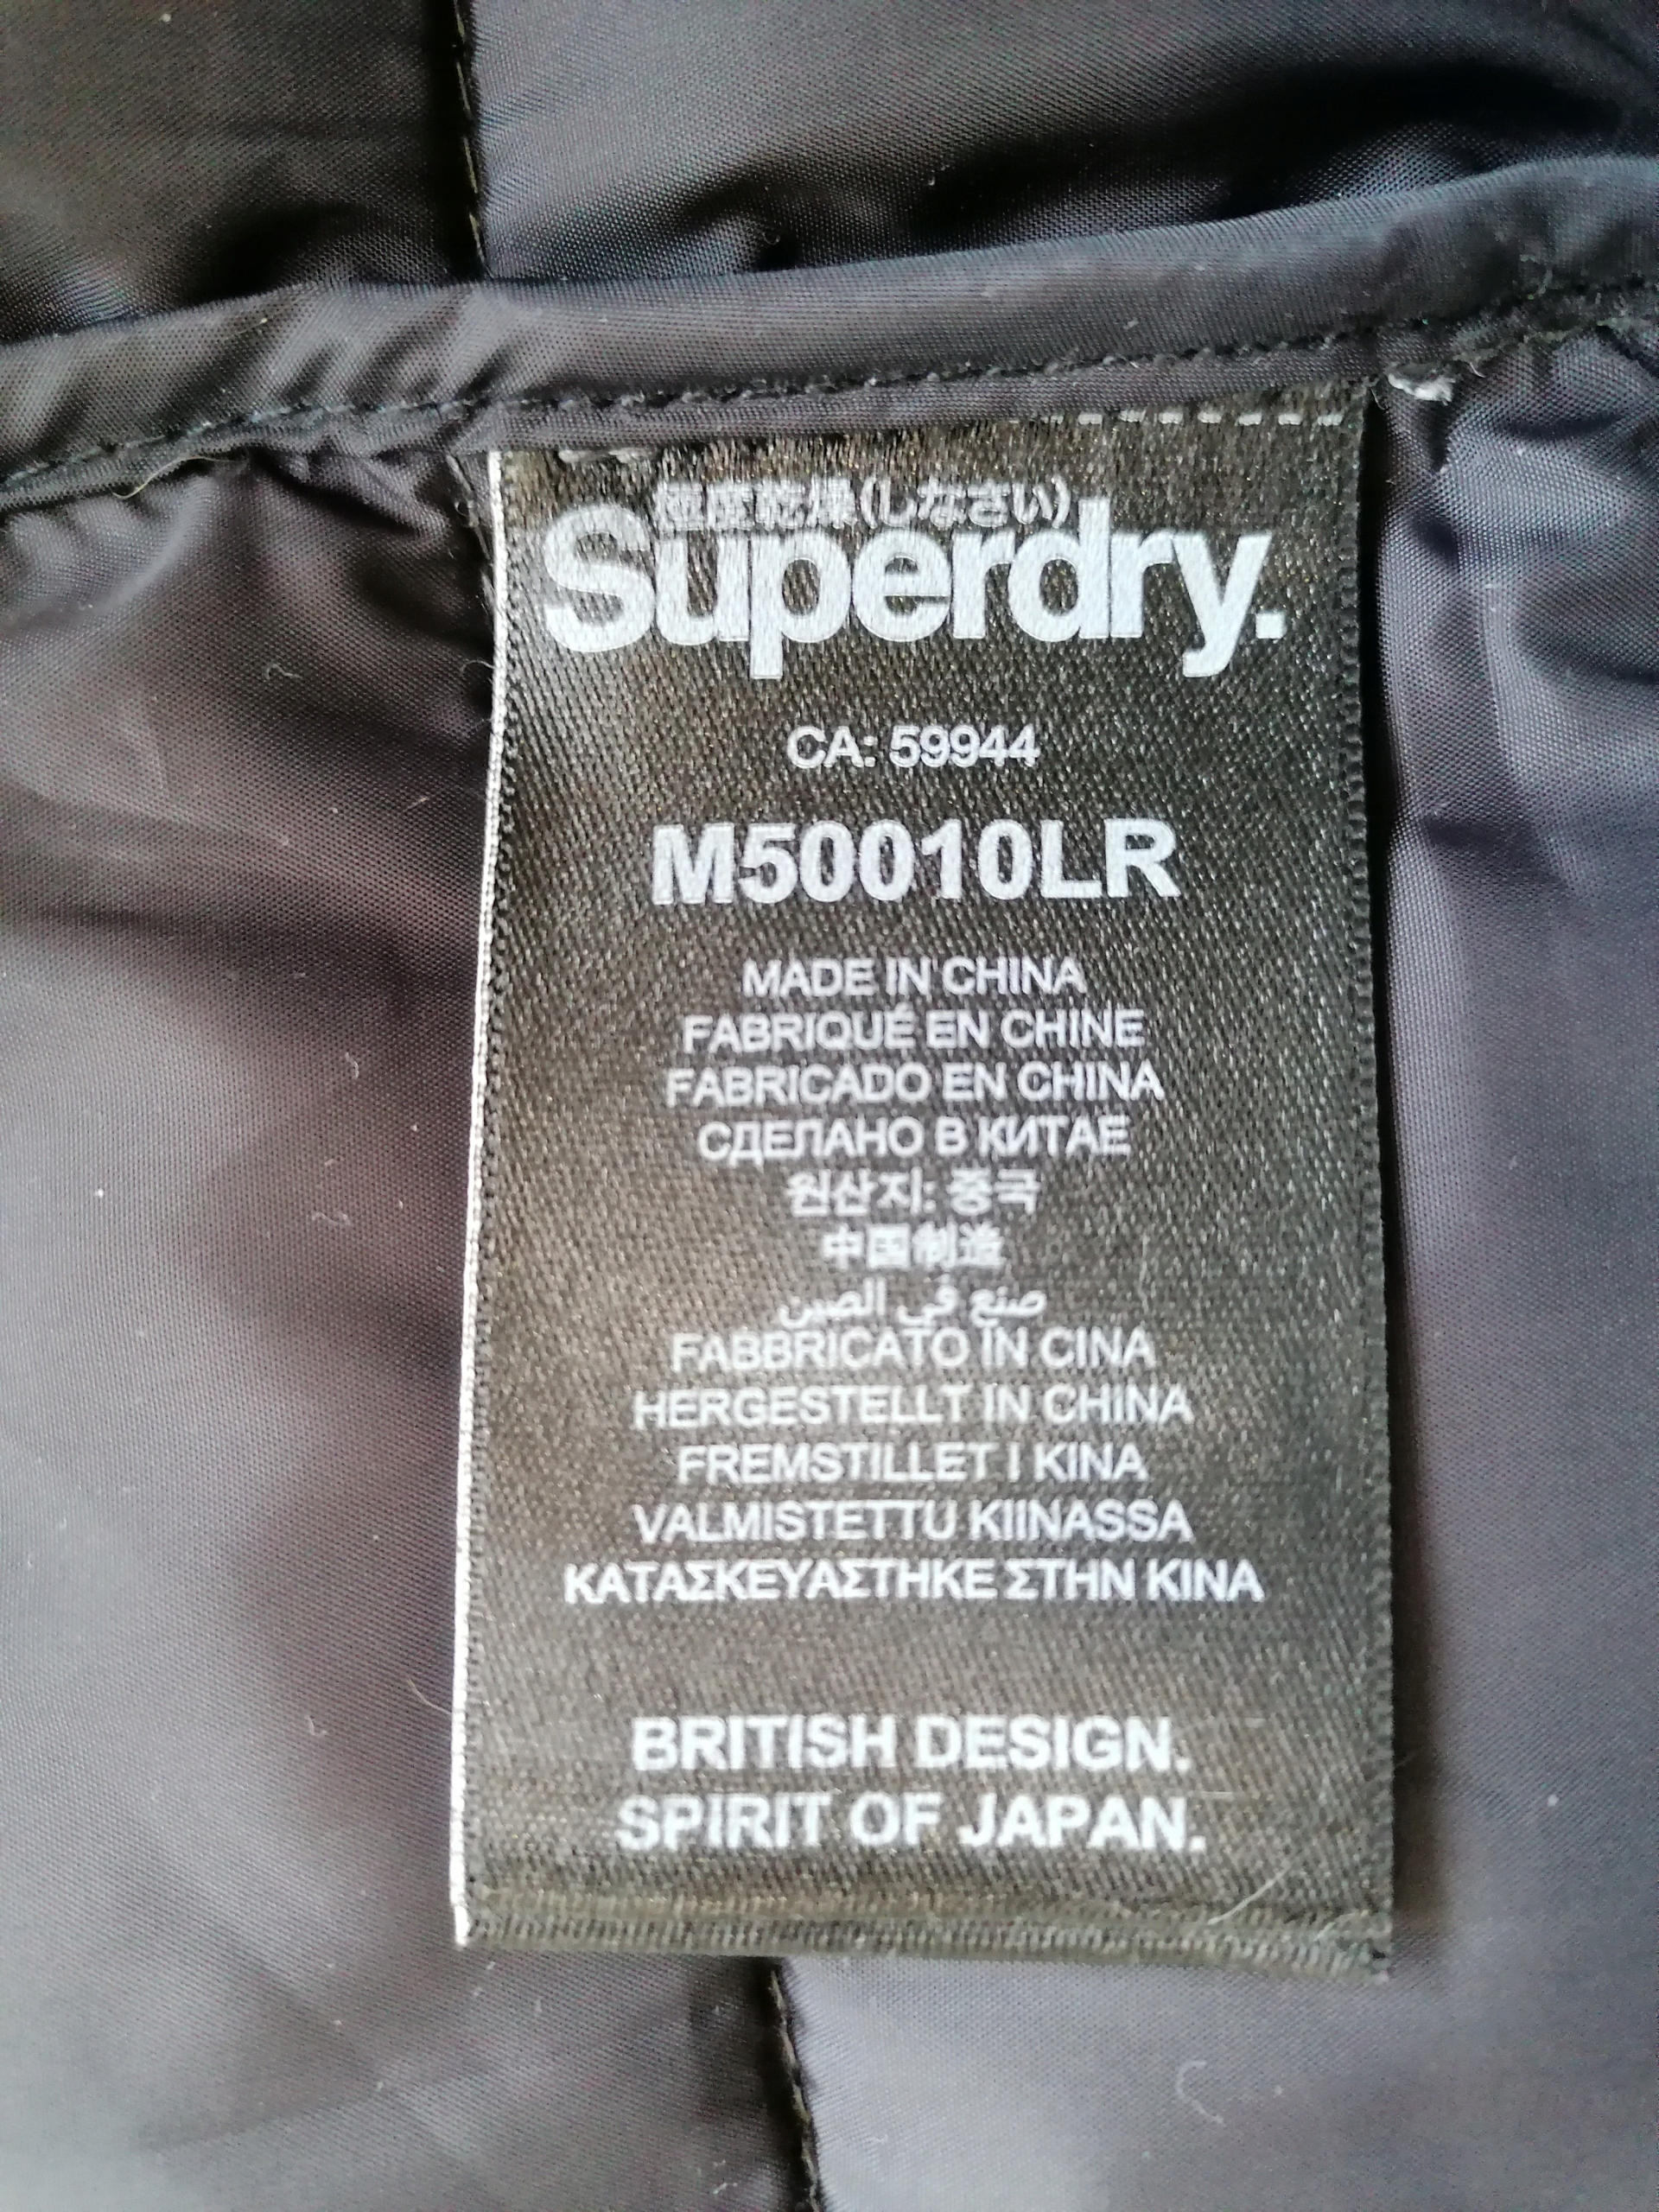 極度乾燥(しなさい)
Superdry.
CA: 59944
M50010LR
MADE IN CHINA
FABRIQUÉ EN CHINE
FABRICADO EN CHINA
СДЕЛАНО В КИТАЕ
원산지: 중국
中国制造
صنع في الصين
FABBRICATO IN CINA
HERGESTELLT IN CHINA
FREMSTILLET I KINA
VALMISTETTU KIINASSA
ΚΑΤΑΣΚΕΥΑΣΤΗΚΕ ΣΤΗΝ ΚΙΝΑ
BRITISH DESIGN.
SPIRIT OF JAPAN.